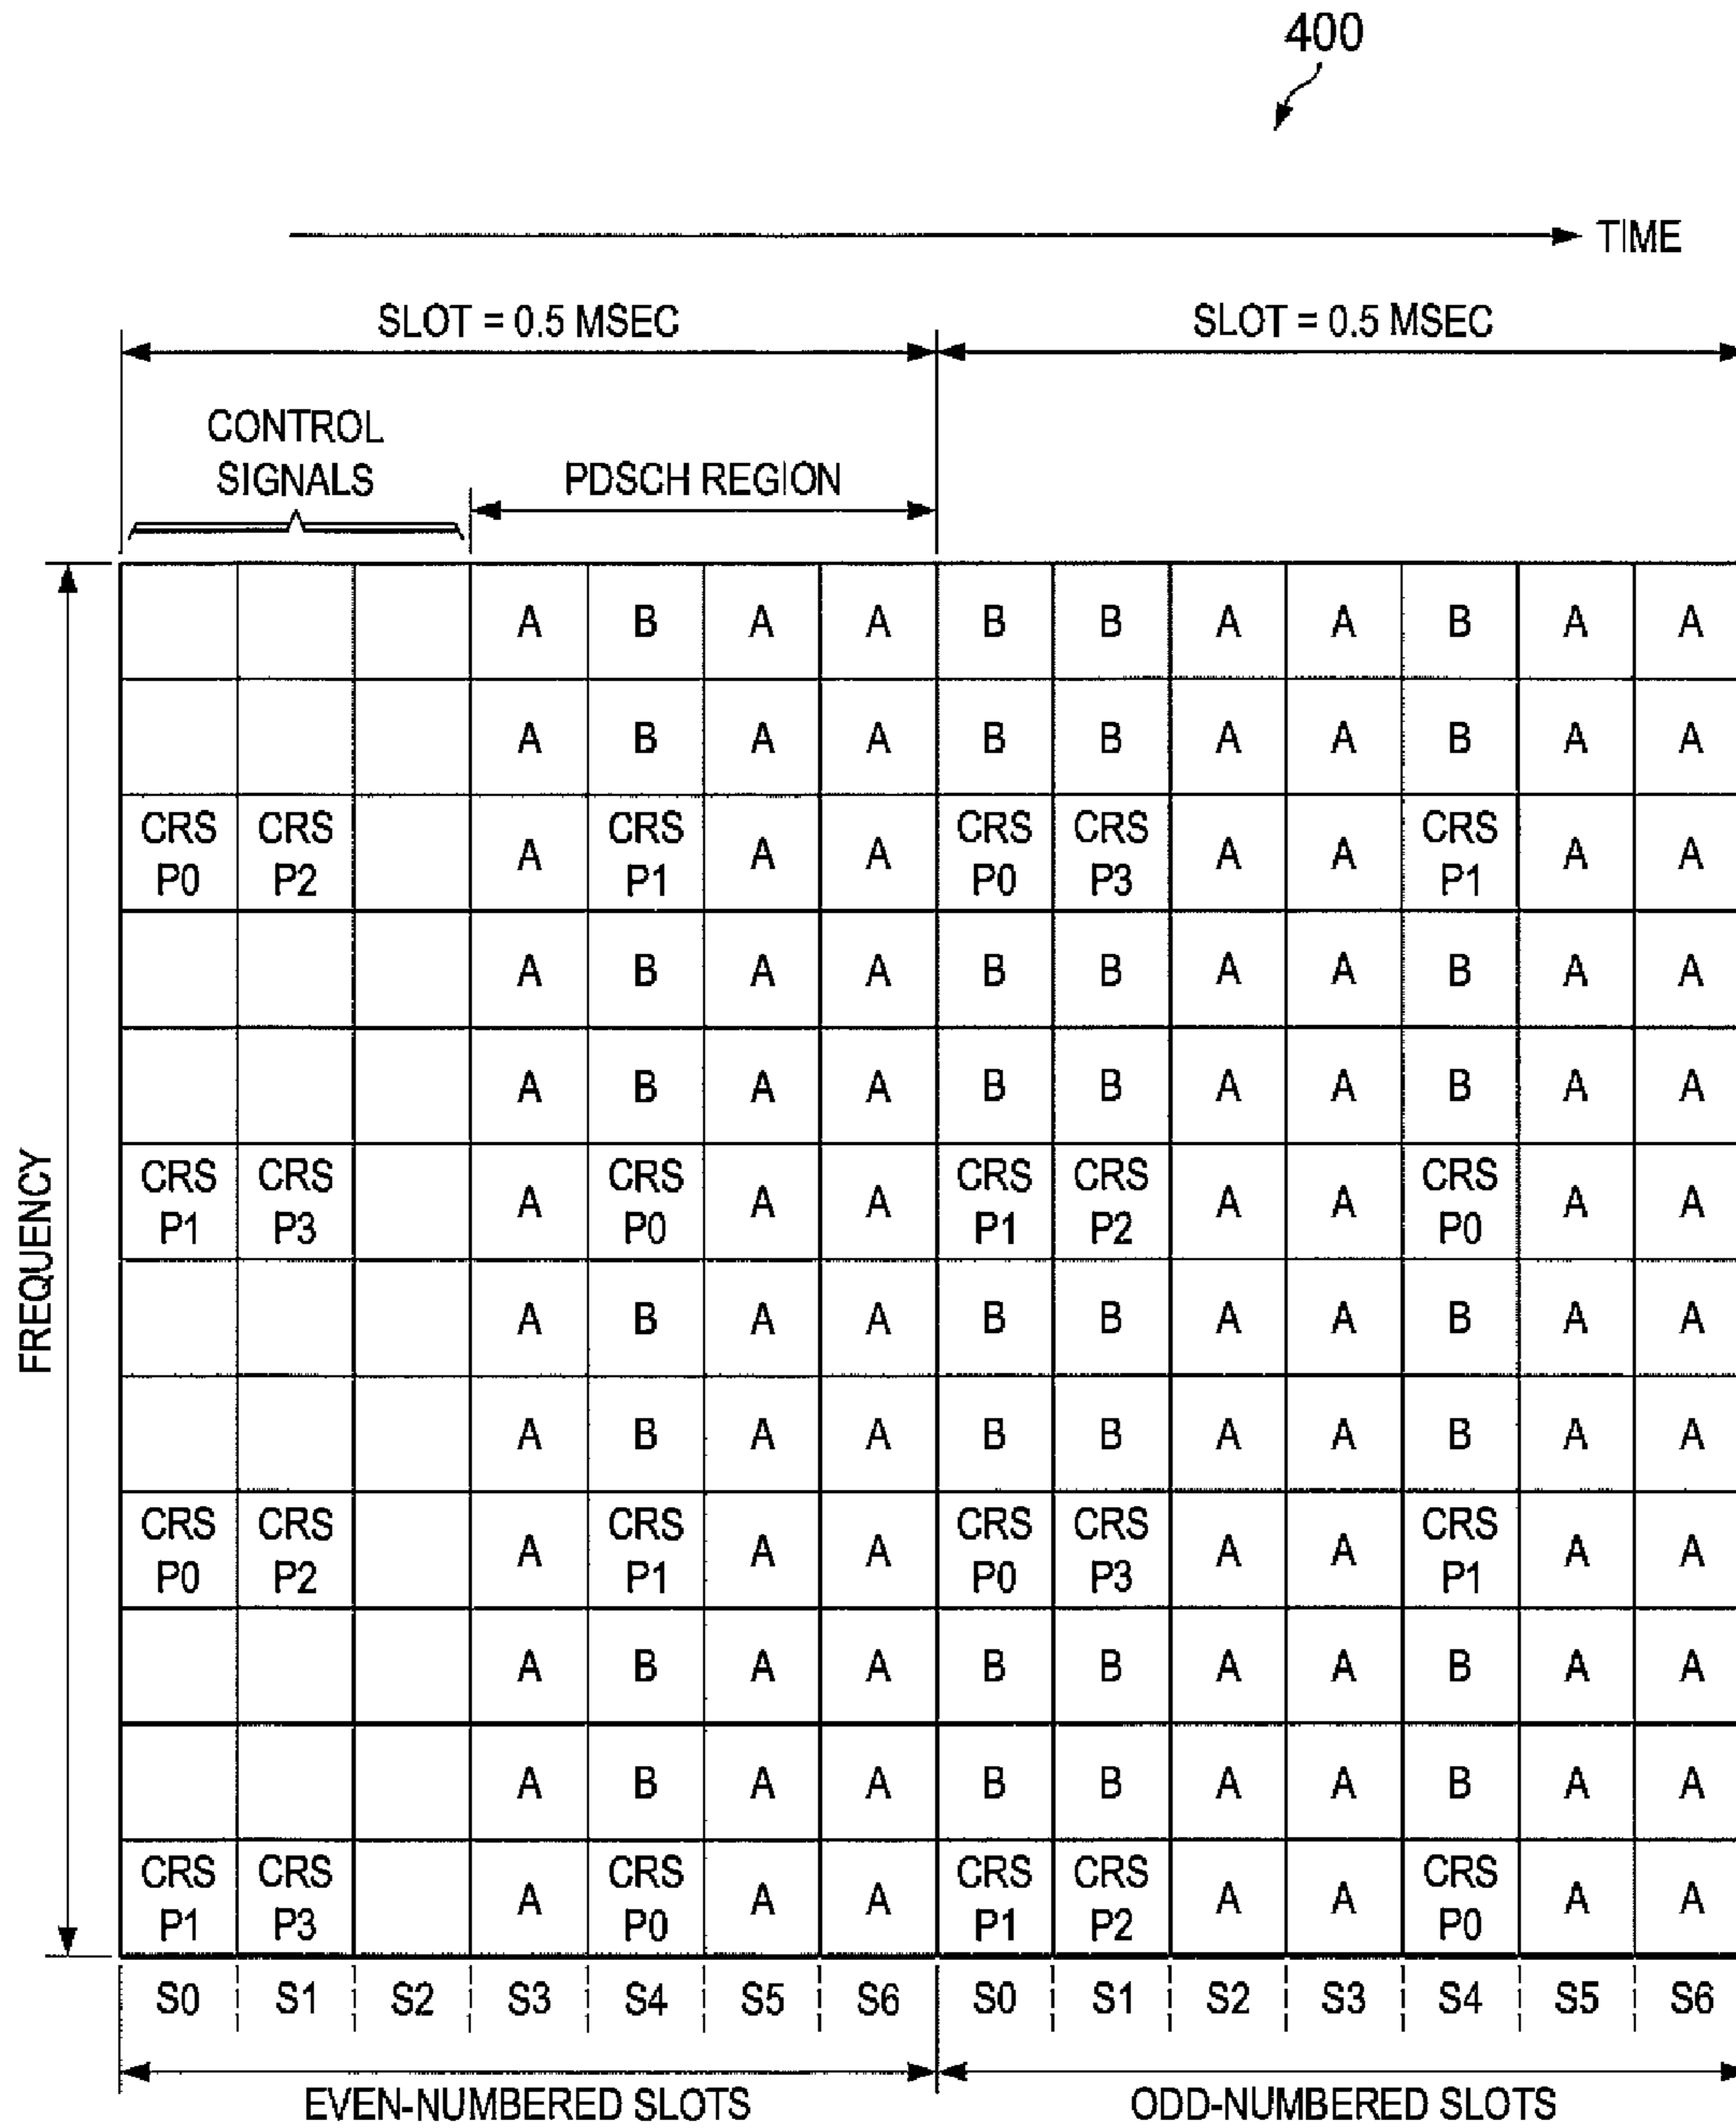 400
TIME
SLOT = 0.5 MSEC SLOT = 0.5 MSEC
CONTROL
SIGNALS
PDSCH REGION
A B A A B B A A B A A
A B A A B B A A B A A
CRS CRS A CRS A A CRS CRS A A CRS A A
P0 P2 P1 P0 P3 P1
A B A A B B A A B A A
A B A A B B A A B A A
CRS CRS A CRS A A CRS CRS A A CRS A A
P1 P3 P0 P1 P2 P0
A B A A B B A A B A A
A B A A B B A A B A A
CRS CRS A CRS A A CRS CRS A A CRS A A
P0 P2 P1 P0 P3 P1
A B A A B B A A B A A
A B A A B B A A B A A
CRS CRS A CRS A A CRS CRS A A CRS A A
P1 P3 P0 P1 P2 P0
FREQUENCY
S0 S1 S2 S3 S4 S5 S6 S0 S1 S2 S3 S4 S5 S6
EVEN-NUMBERED SLOTS ODD-NUMBERED SLOTS